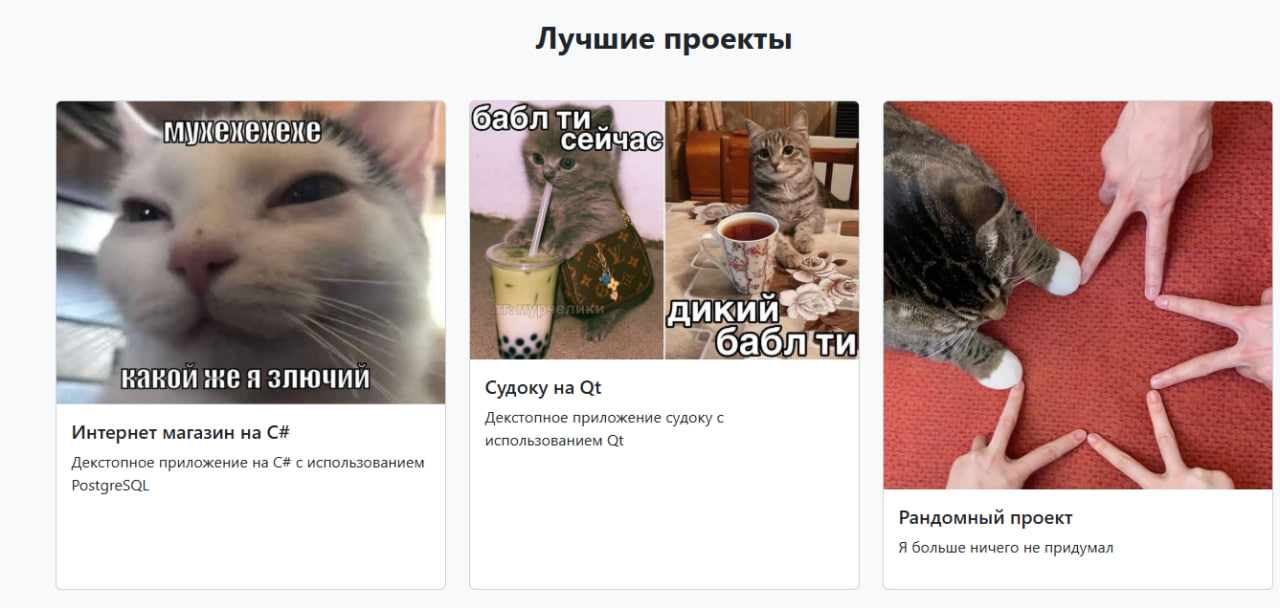 Лучшие проекты
мухехехехе
какой же я злючий
Интернет магазин на C#
Декстопное приложение на C# с использованием
PostgreSQL
бабл ти
сейчас
тг: мурчелики
дикий
бабл ти
Судоку на Qt
Декстопное приложение судоку с
использованием Qt
Рандомный проект
Я больше ничего не придумал